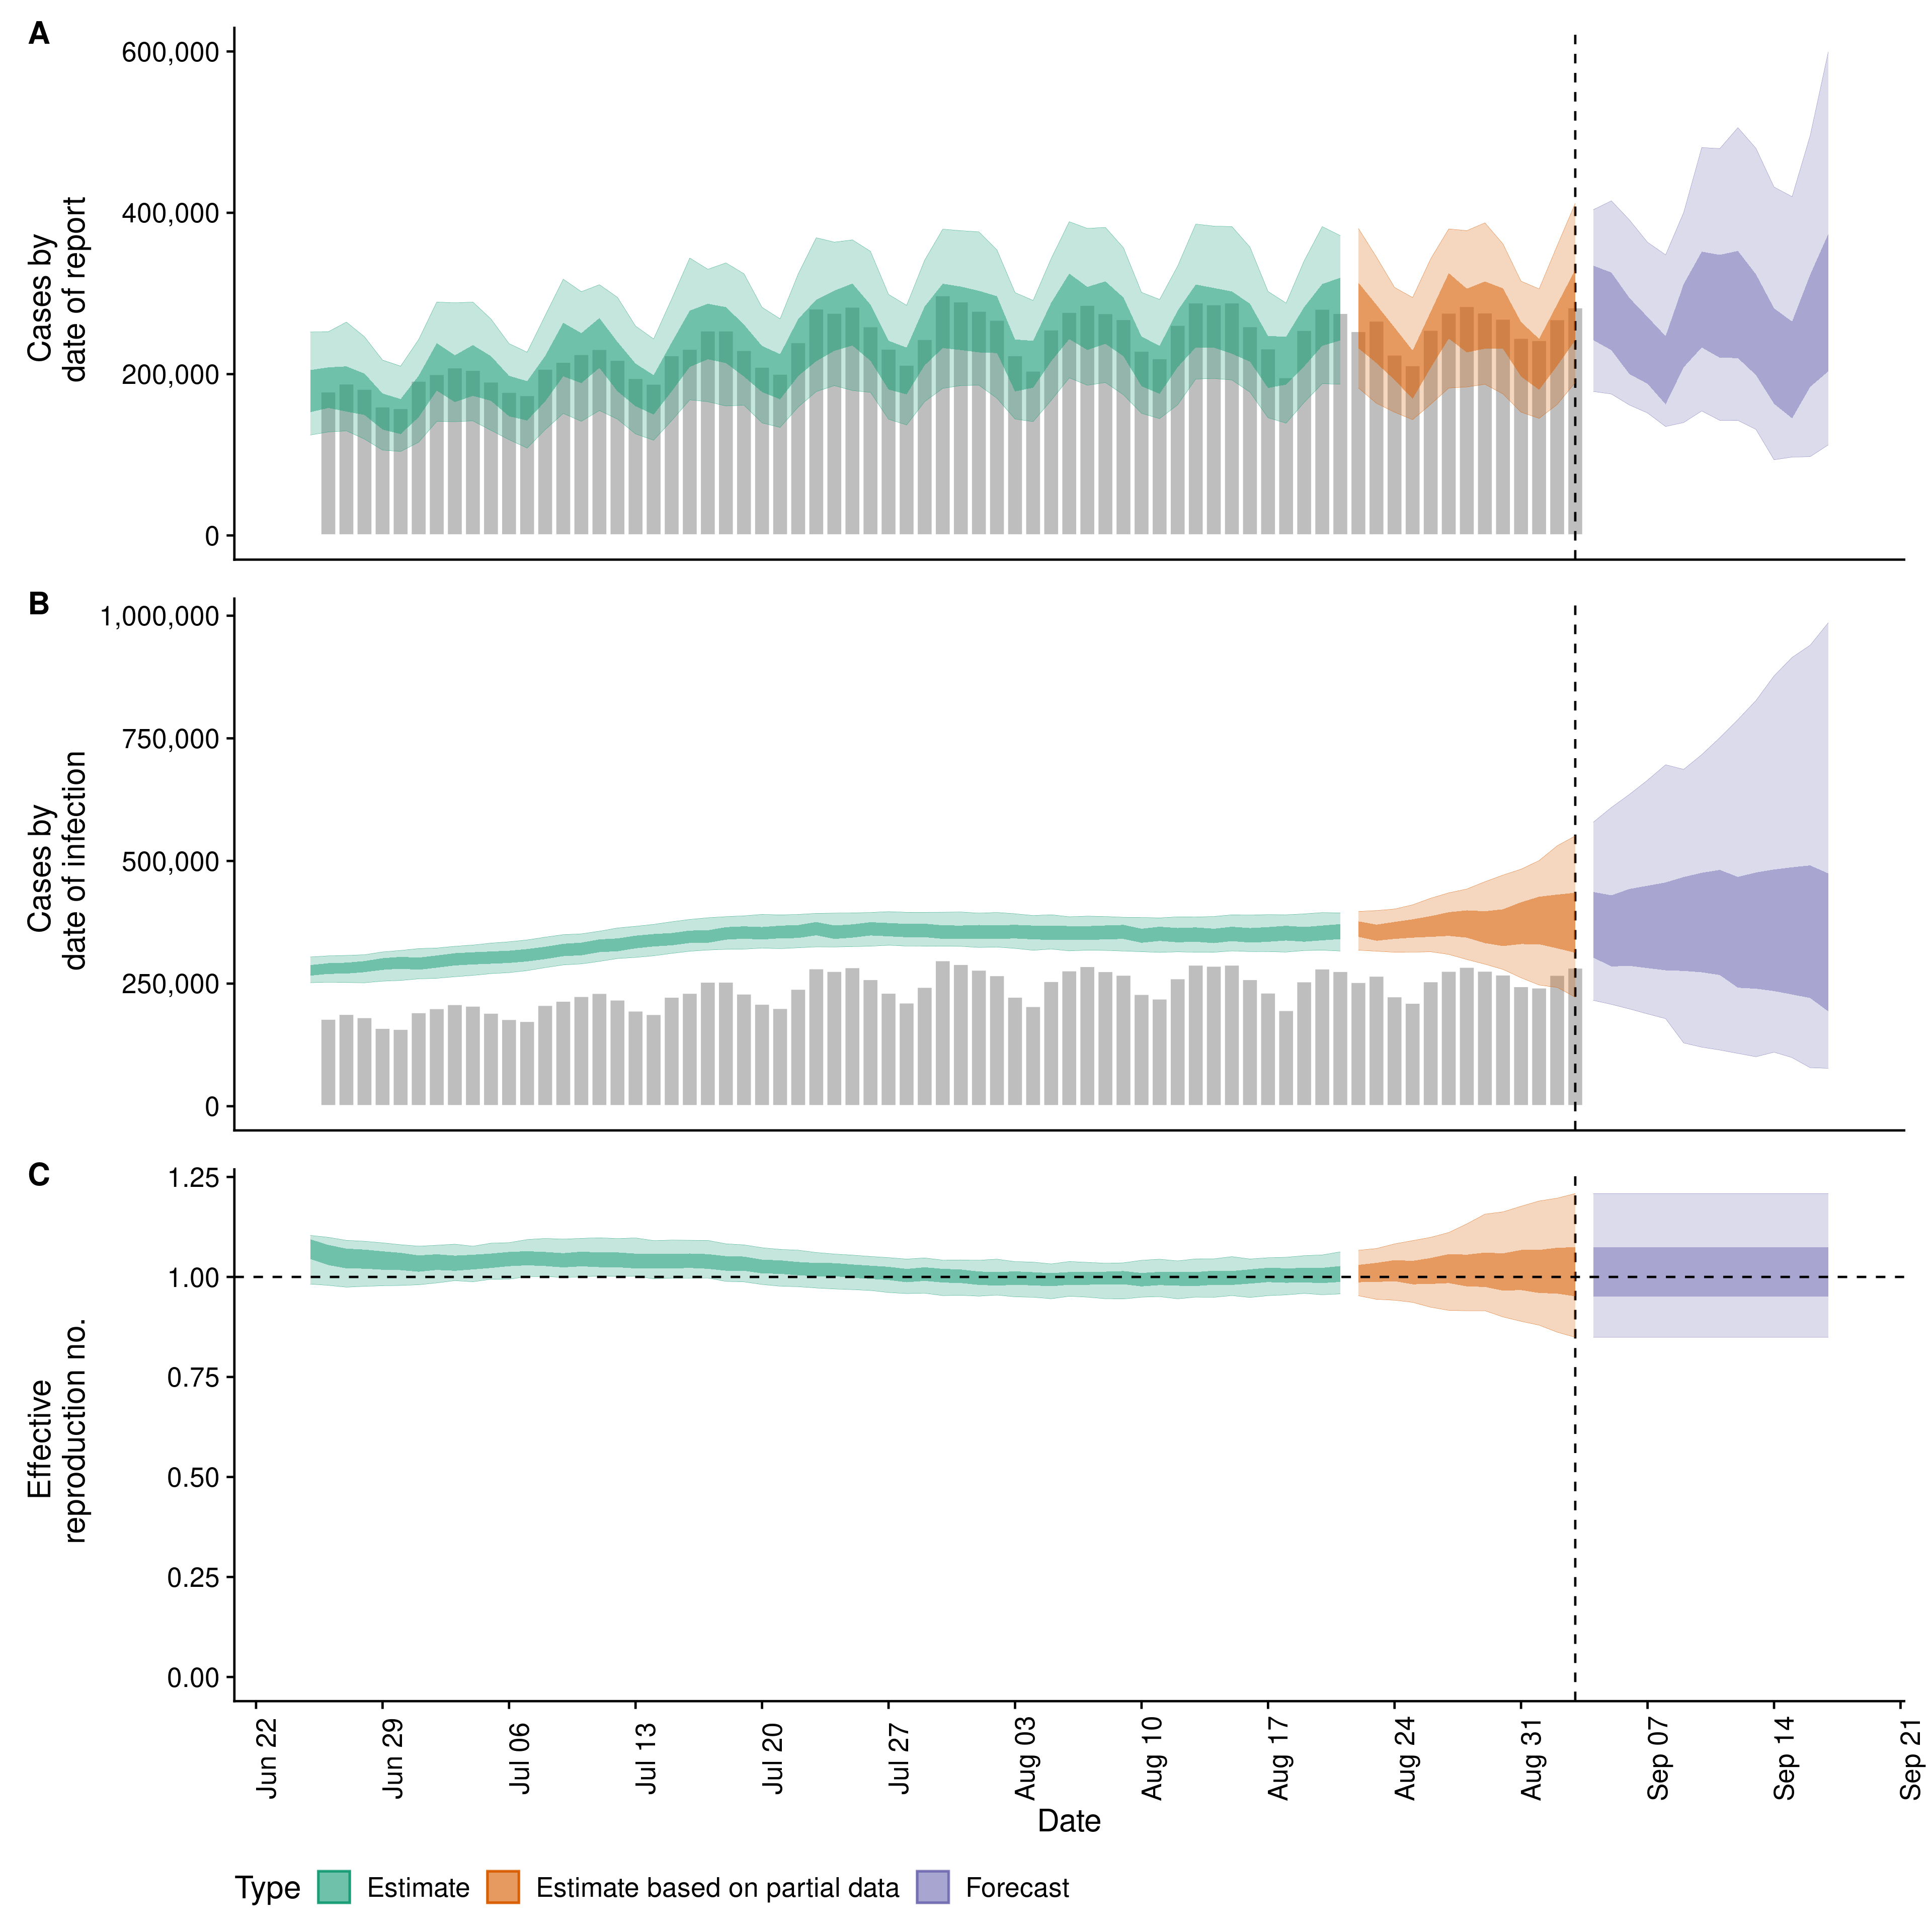 A
Cases by
date of report
600,000
400,000
200,000
0
B
Cases by
date of infection
1,000,000
750,000
500,000
250,000
0
C
Effective
reproduction no.
1.25
1.00
0.75
0.50
0.25
0.00
Jun 22
Jun 29
Jul 06
Jul 13
Jul 20
Jul 27
Aug 03
Aug 10
Aug 17
Aug 24
Aug 31
Sep 07
Sep 14
Sep 21
Date
Type Estimate Estimate based on partial data Forecast